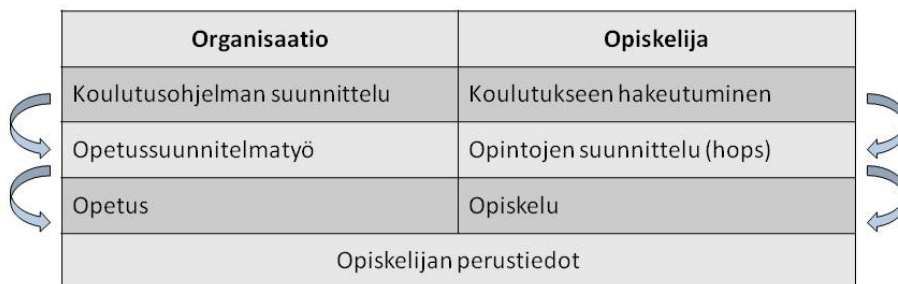 Organisaatio Opiskelija
Koulutusohjelman suunnittelu Koulutukseen hakeutuminen
Opetussuunnitelmatyö Opintojen suunnittelu (hops)
Opetus Opiskelu
Opiskelijan perustiedot